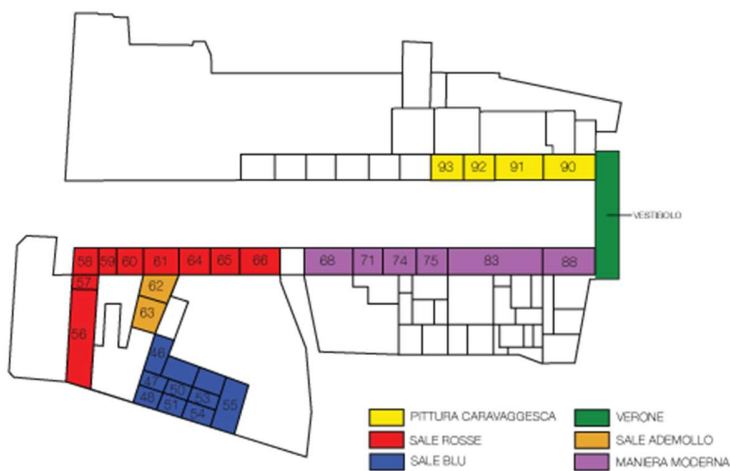 93 92 91 90
VESTIBOLO
58 59 60 61 64 65 66 68 71 74 75 83 88
57 62
63
56
46
47 50 53 55
48 51 54
PITTURA CARAVAGGESCA
SALE ROSSE
SALE BLU
VERONE
SALE ADEMOLLO
MANIERA MODERNA